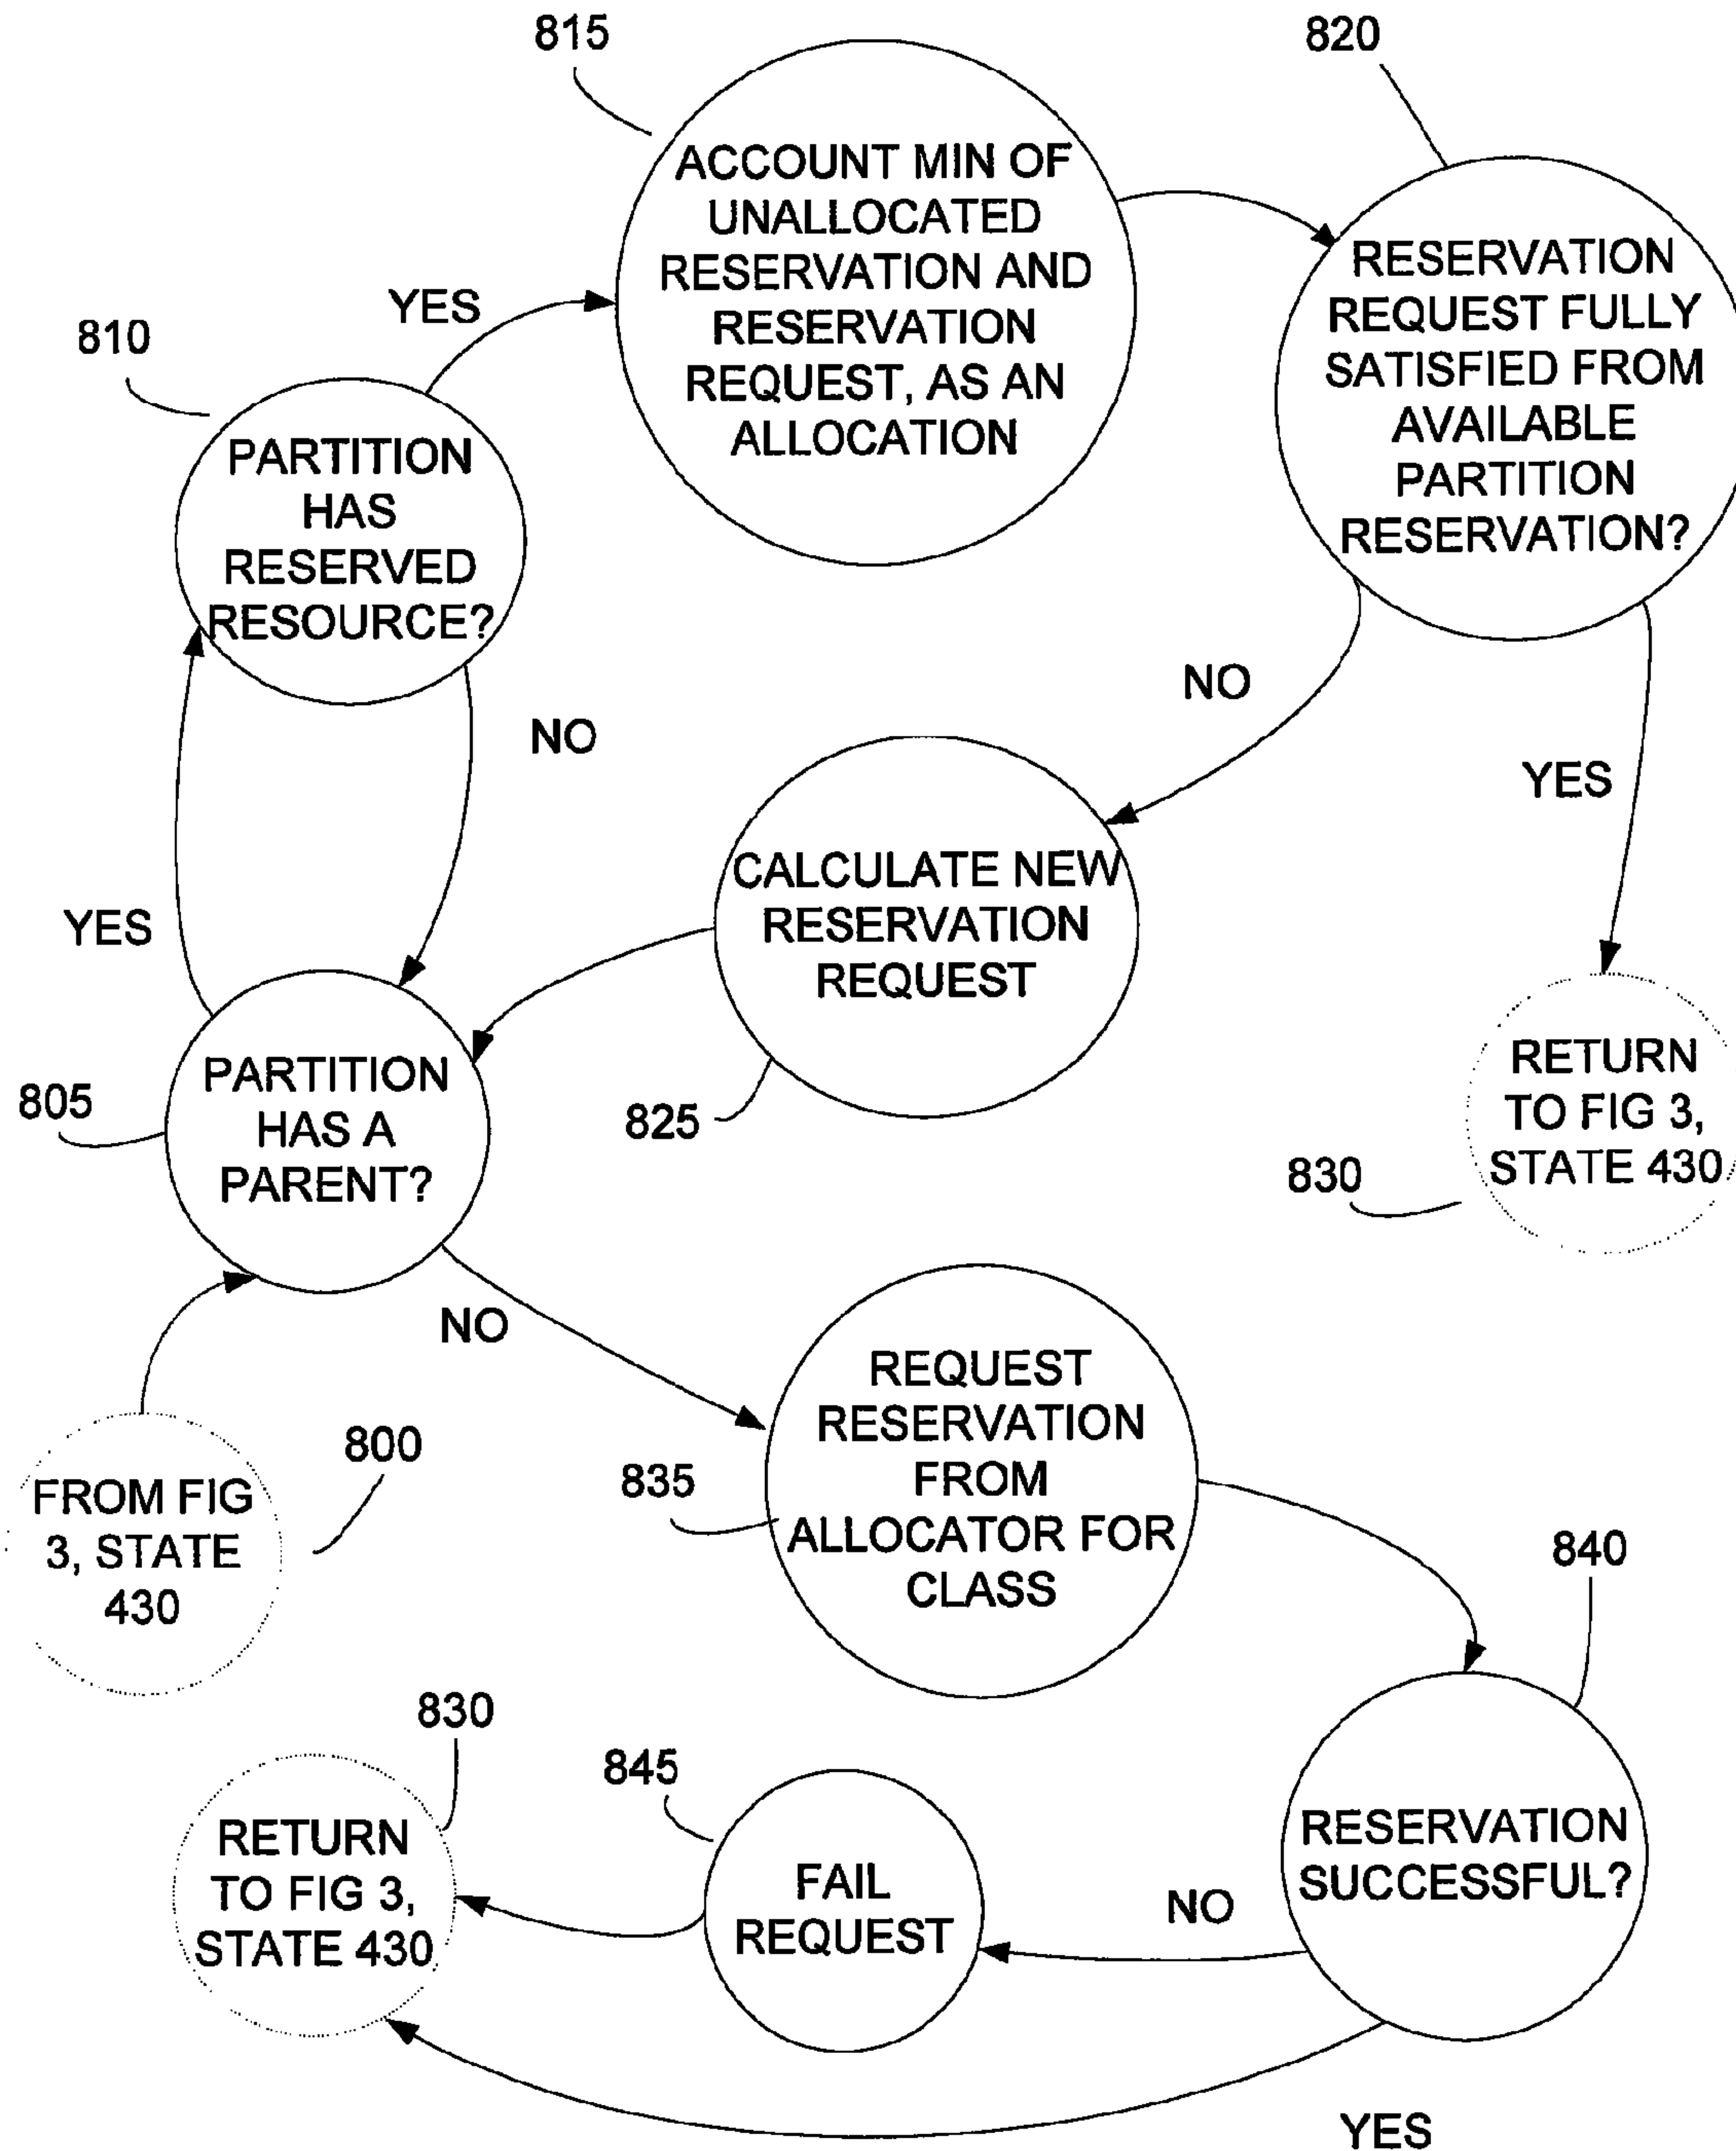 815
820
ACCOUNT MIN OF
UNALLOCATED
RESERVATION AND
RESERVATION
REQUEST, AS AN
ALLOCATION
RESERVATION
REQUEST FULLY
SATISFIED FROM
AVAILABLE
PARTITION
RESERVATION?
YES
810
PARTITION
HAS
RESERVED
RESOURCE?
NO
NO
YES
YES
CALCULATE NEW
RESERVATION
REQUEST
825
805
PARTITION
HAS A
PARENT?
RETURN
TO FIG 3,
STATE 430
830
NO
800
FROM FIG
3, STATE
430
REQUEST
RESERVATION
FROM
ALLOCATOR FOR
CLASS
835
840
830
845
RETURN
TO FIG 3,
STATE 430
FAIL
REQUEST
NO
RESERVATION
SUCCESSFUL?
YES